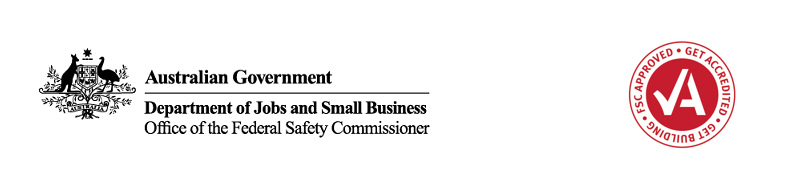 Australian Government
Department of Jobs and Small Business
Office of the Federal Safety Commissioner
AUSTRALIA
FSC APPROVED • GET ACCREDITED • GET BUILDING •